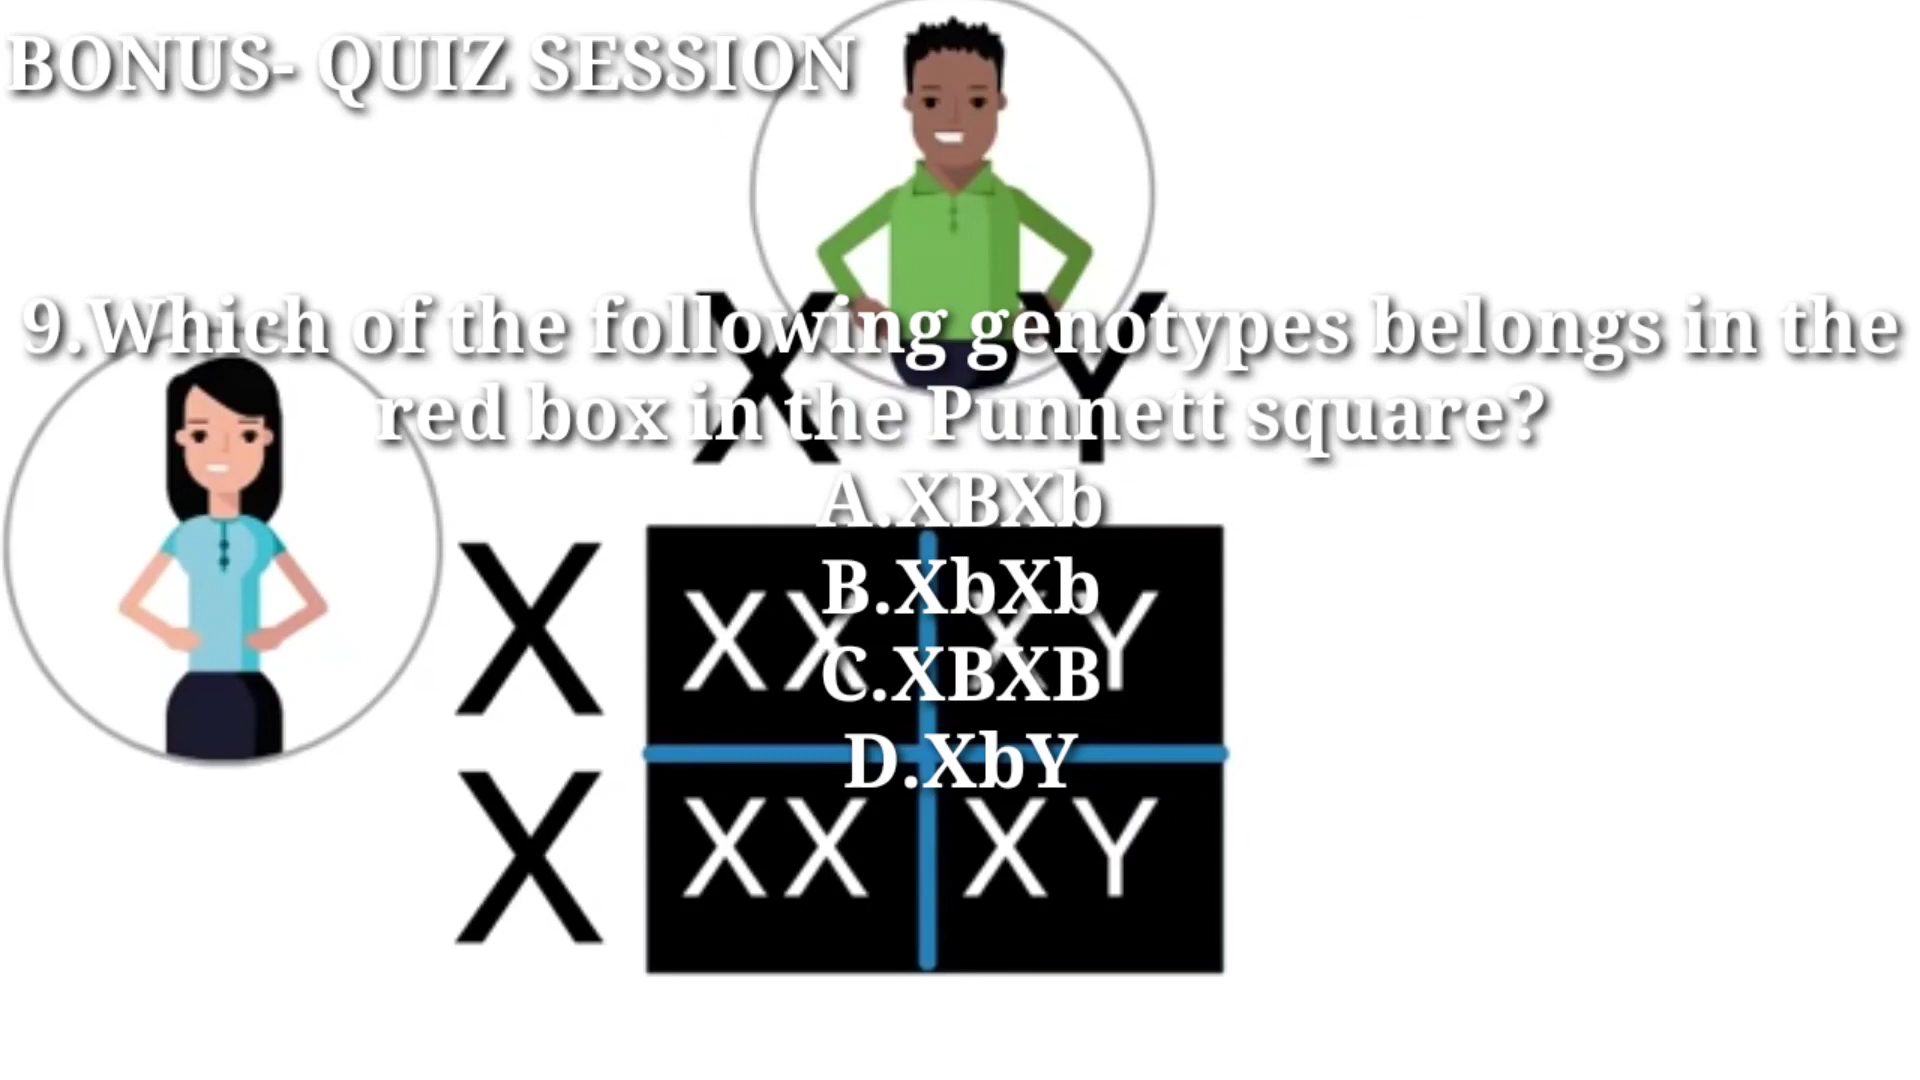 BONUS- QUIZ SESSION
9.Which of the following genotypes belongs in the
red box in the Punnett square?
A.XBXb
B.XbXb
C.XBXB
D.XbY
X Y
X
XX XY
X
XX XY